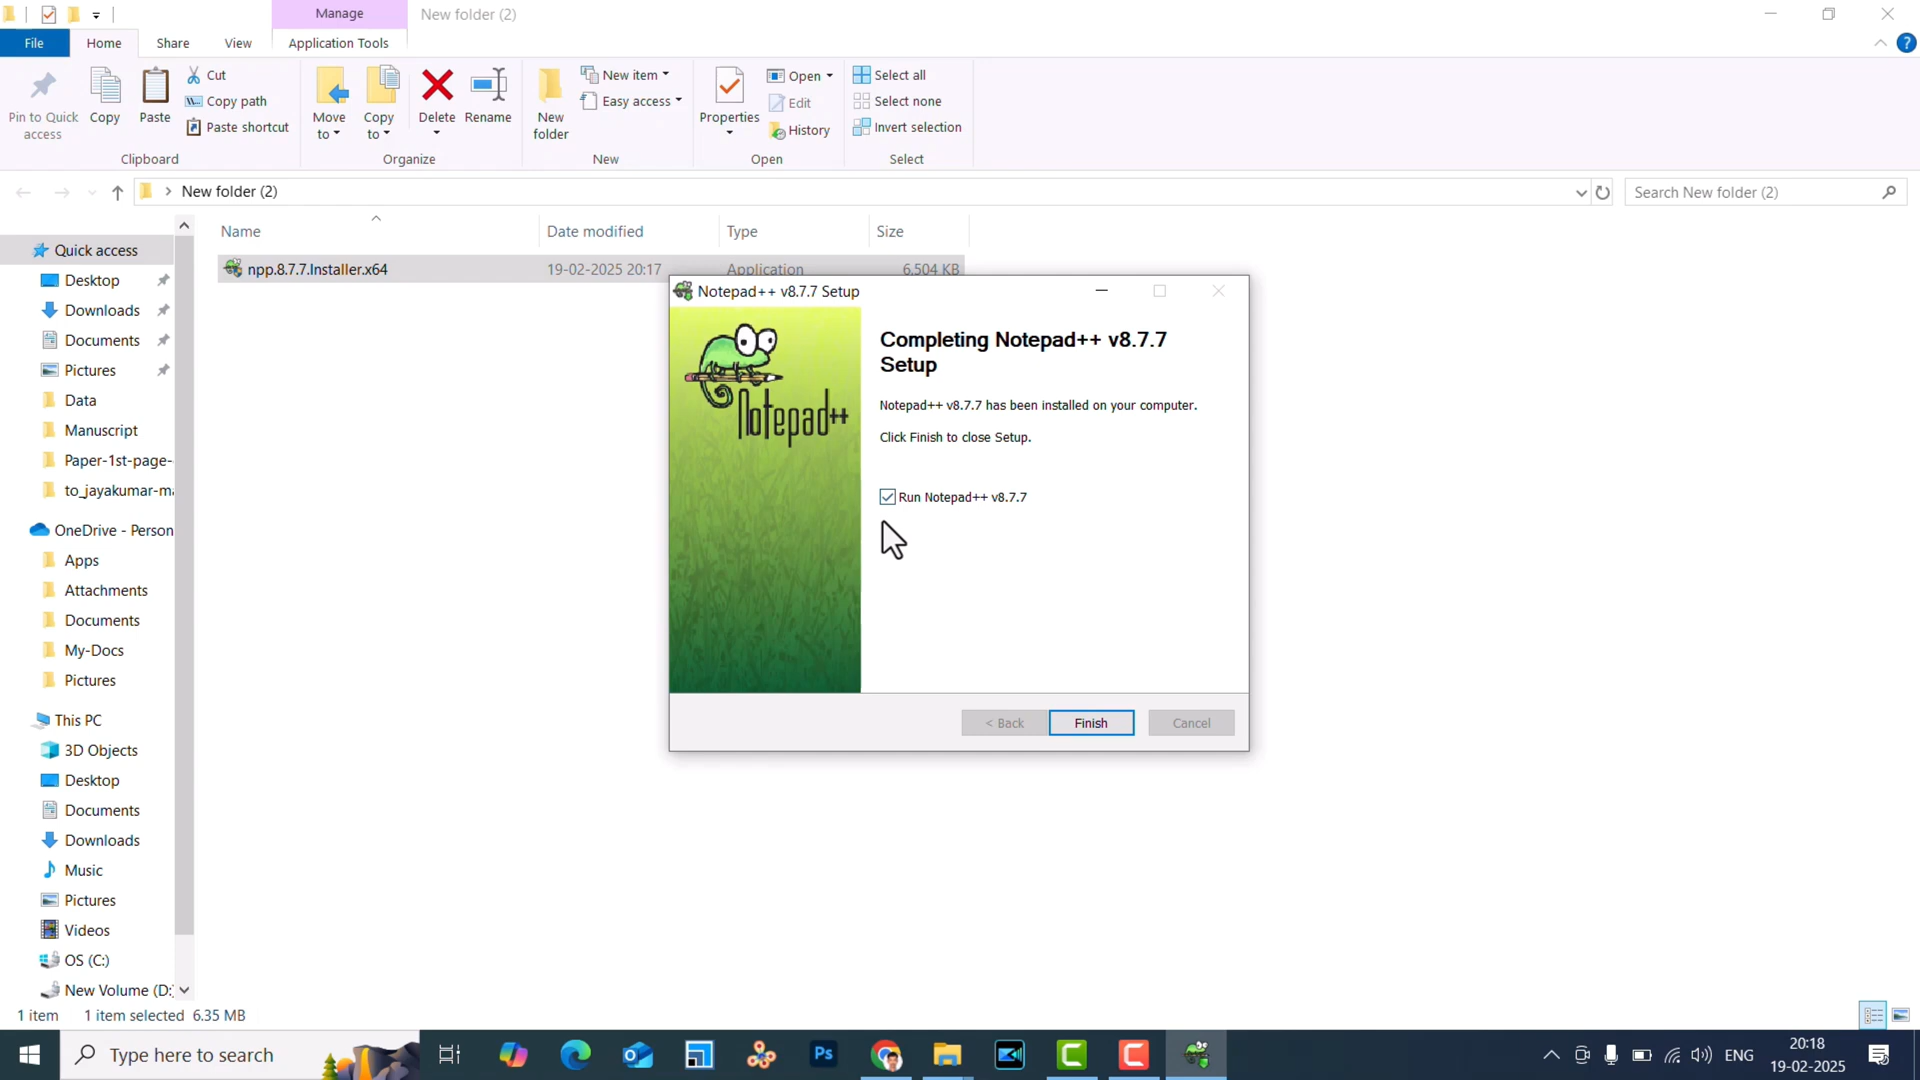 Manage
New folder (2)
File
Home
Share
View
Application Tools
Pin to Quick
access
Copy
Paste
Cut
Copy path
Paste shortcut
Clipboard
Move
to
Copy
to
Delete
Rename
Organize
New
folder
New item
Easy access
New
Properties
Open
Edit
History
Open
Select all
Select none
Invert selection
Select
New folder (2)
Search New folder (2)
Name
Date modified
Type
Size
npp.8.7.7.Installer.x64
19-02-2025 20:17
Application
6,504 KB
Quick access
Desktop
Downloads
Documents
Pictures
Data
Manuscript
Paper-1st-page-
to_jayakumar-ma
OneDrive - Person
Apps
Attachments
Documents
My-Docs
Pictures
This PC
3D Objects
Desktop
Documents
Downloads
Music
Pictures
Videos
OS (C:)
New Volume (D:)
Notepad++ v8.7.7 Setup
Notepad++
Completing Notepad++ v8.7.7
Setup
Notepad++ v8.7.7 has been installed on your computer.
Click Finish to close Setup.
Run Notepad++ v8.7.7
< Back
Finish
Cancel
1 item
1 item selected 6.35 MB
Type here to search
Ps
ENG
20:18
19-02-2025